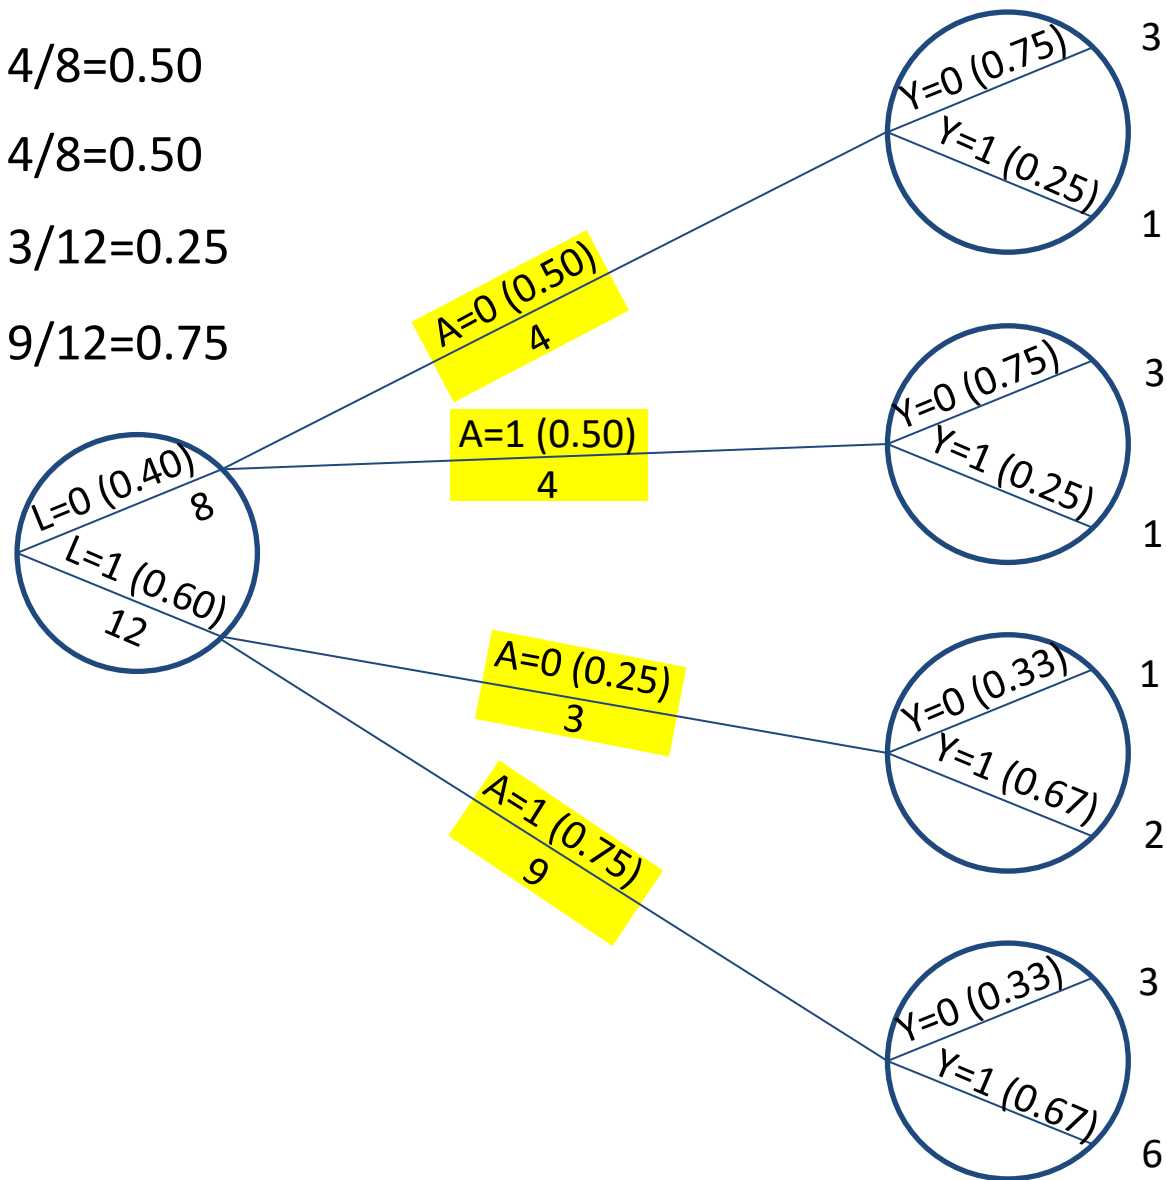 4/8=0.50
4/8=0.50
3/12=0.25
9/12=0.75
L=0 (0.40)
8
L=1 (0.60)
12
A=0 (0.50)
4
A=1 (0.50)
4
A=0 (0.25)
3
A=1 (0.75)
9
Y=0 (0.75)
3
Y=1 (0.25)
1
Y=0 (0.75)
3
Y=1 (0.25)
1
Y=0 (0.33)
1
Y=1 (0.67)
2
Y=0 (0.33)
3
Y=1 (0.67)
6